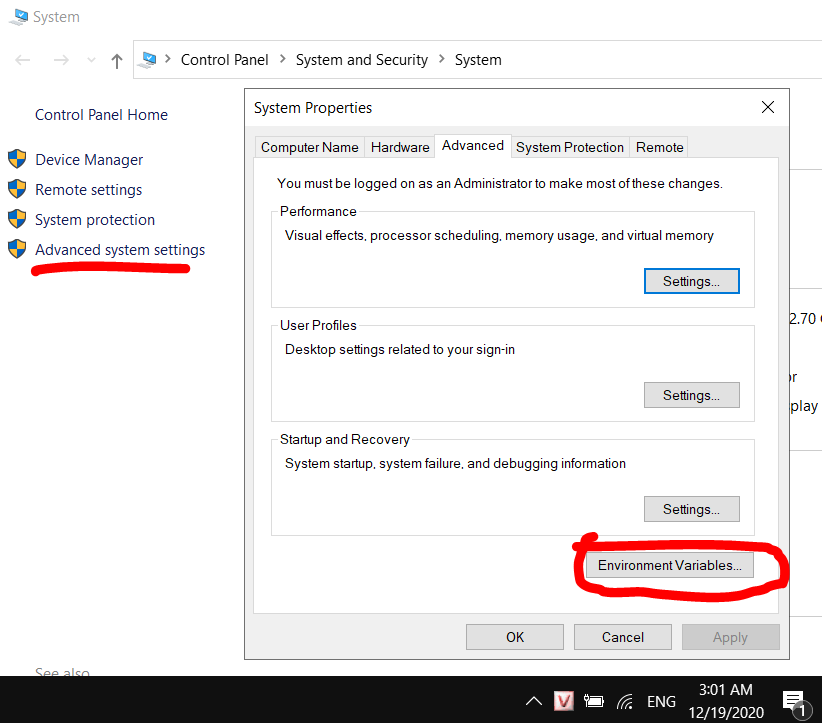 System
Control Panel System and Security System
Control Panel Home
Device Manager
Remote settings
System protection
Advanced system settings
System Properties
Computer Name Hardware Advanced System Protection Remote
You must be logged on as an Administrator to make most of these changes.
Performance
Visual effects, processor scheduling, memory usage, and virtual memory
Settings...
User Profiles
Desktop settings related to your sign-in
Settings...
Startup and Recovery
System startup, system failure, and debugging information
Settings...
Environment Variables...
OK Cancel Apply
2.70
or
play
See also
V ENG 3:01 AM
12/19/2020 1